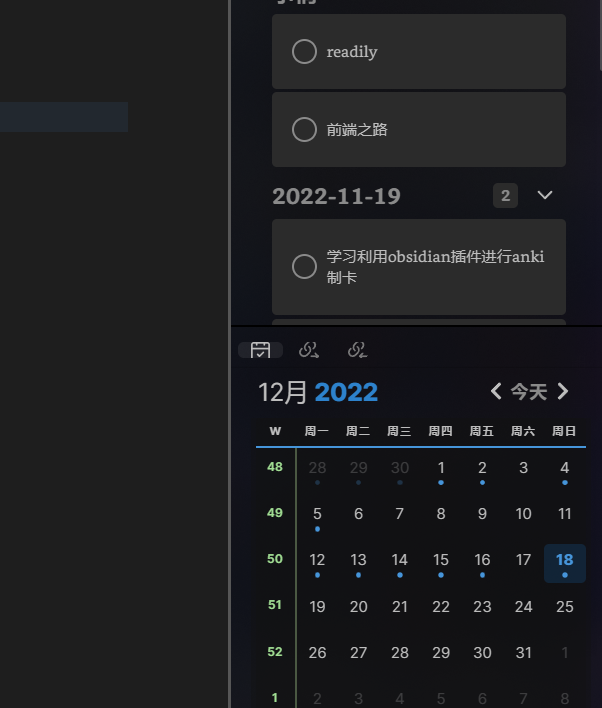 readily
前端之路
2022-11-19 2
学习利用obsidian插件进行anki
制卡
12月 2022 今天
W 周一 周二 周三 周四 周五 周六 周日
48 28 29 30 1 2 3 4
49 5 6 7 8 9 10 11
50 12 13 14 15 16 17 18
51 19 20 21 22 23 24 25
52 26 27 28 29 30 31 1
1 2 3 4 5 6 7 8